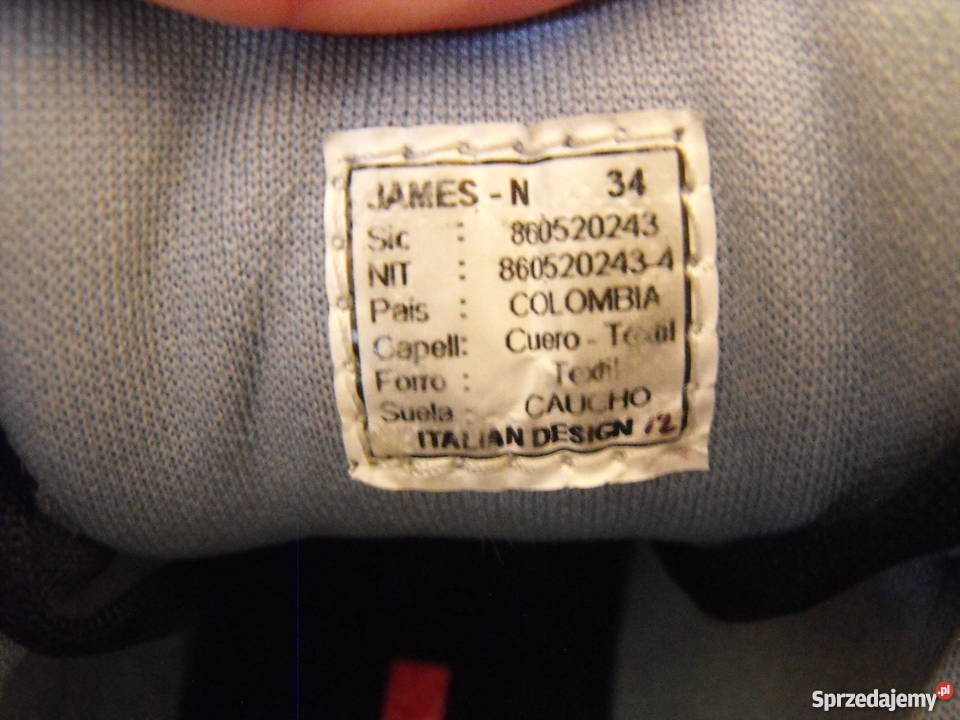 JAMES - N 34
Sic : 860520243
NIT : 860520243-4
Pais : COLOMBIA
Capell: Cuero - Textil
Forro : Textil
Suela : CAUCHO
ITALIAN DESIGN 12
Sprzedajemy.pl